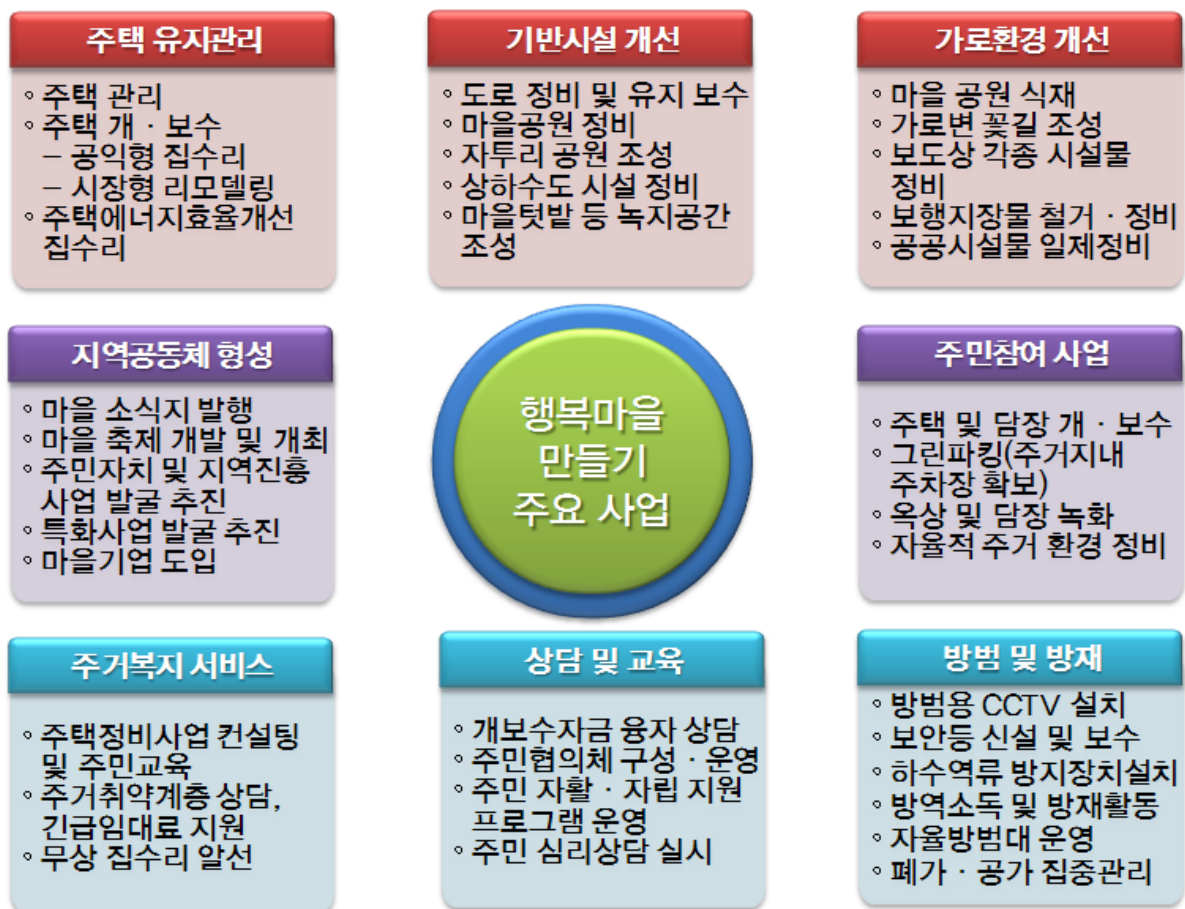 주택 유지관리
◦ 주택 관리
◦ 주택 개 · 보수
– 공익형 집수리
– 시장형 리모델링
◦ 주택에너지효율개선
집수리
기반시설 개선
◦ 도로 정비 및 유지 보수
◦ 마을공원 정비
◦ 자투리 공원 조성
◦ 상하수도 시설 정비
◦ 마을텃밭 등 녹지공간
조성
가로환경 개선
◦ 마을 공원 식재
◦ 가로변 꽃길 조성
◦ 보도상 각종 시설물
정비
◦ 보행지장물 철거 · 정비
◦ 공공시설물 일제정비
지역공동체 형성
◦ 마을 소식지 발행
◦ 마을 축제 개발 및 개최
◦ 주민자치 및 지역진흥
사업 발굴 추진
◦ 특화사업 발굴 추진
◦ 마을기업 도입
행복마을
만들기
주요 사업
주민참여 사업
◦ 주택 및 담장 개 · 보수
◦ 그린파킹(주거지내
주차장 확보)
◦ 옥상 및 담장 녹화
◦ 자율적 주거 환경 정비
주거복지 서비스
◦ 주택정비사업 컨설팅
및 주민교육
◦ 주거취약계층 상담,
긴급임대료 지원
◦ 무상 집수리 알선
상담 및 교육
◦ 개보수자금 융자 상담
◦ 주민협의체 구성 · 운영
◦ 주민 자활 · 자립 지원
프로그램 운영
◦ 주민 심리상담 실시
방범 및 방재
◦ 방범용 CCTV 설치
◦ 보안등 신설 및 보수
◦ 하수역류 방지장치설치
◦ 방역소독 및 방재활동
◦ 자율방범대 운영
◦ 폐가 · 공가 집중관리